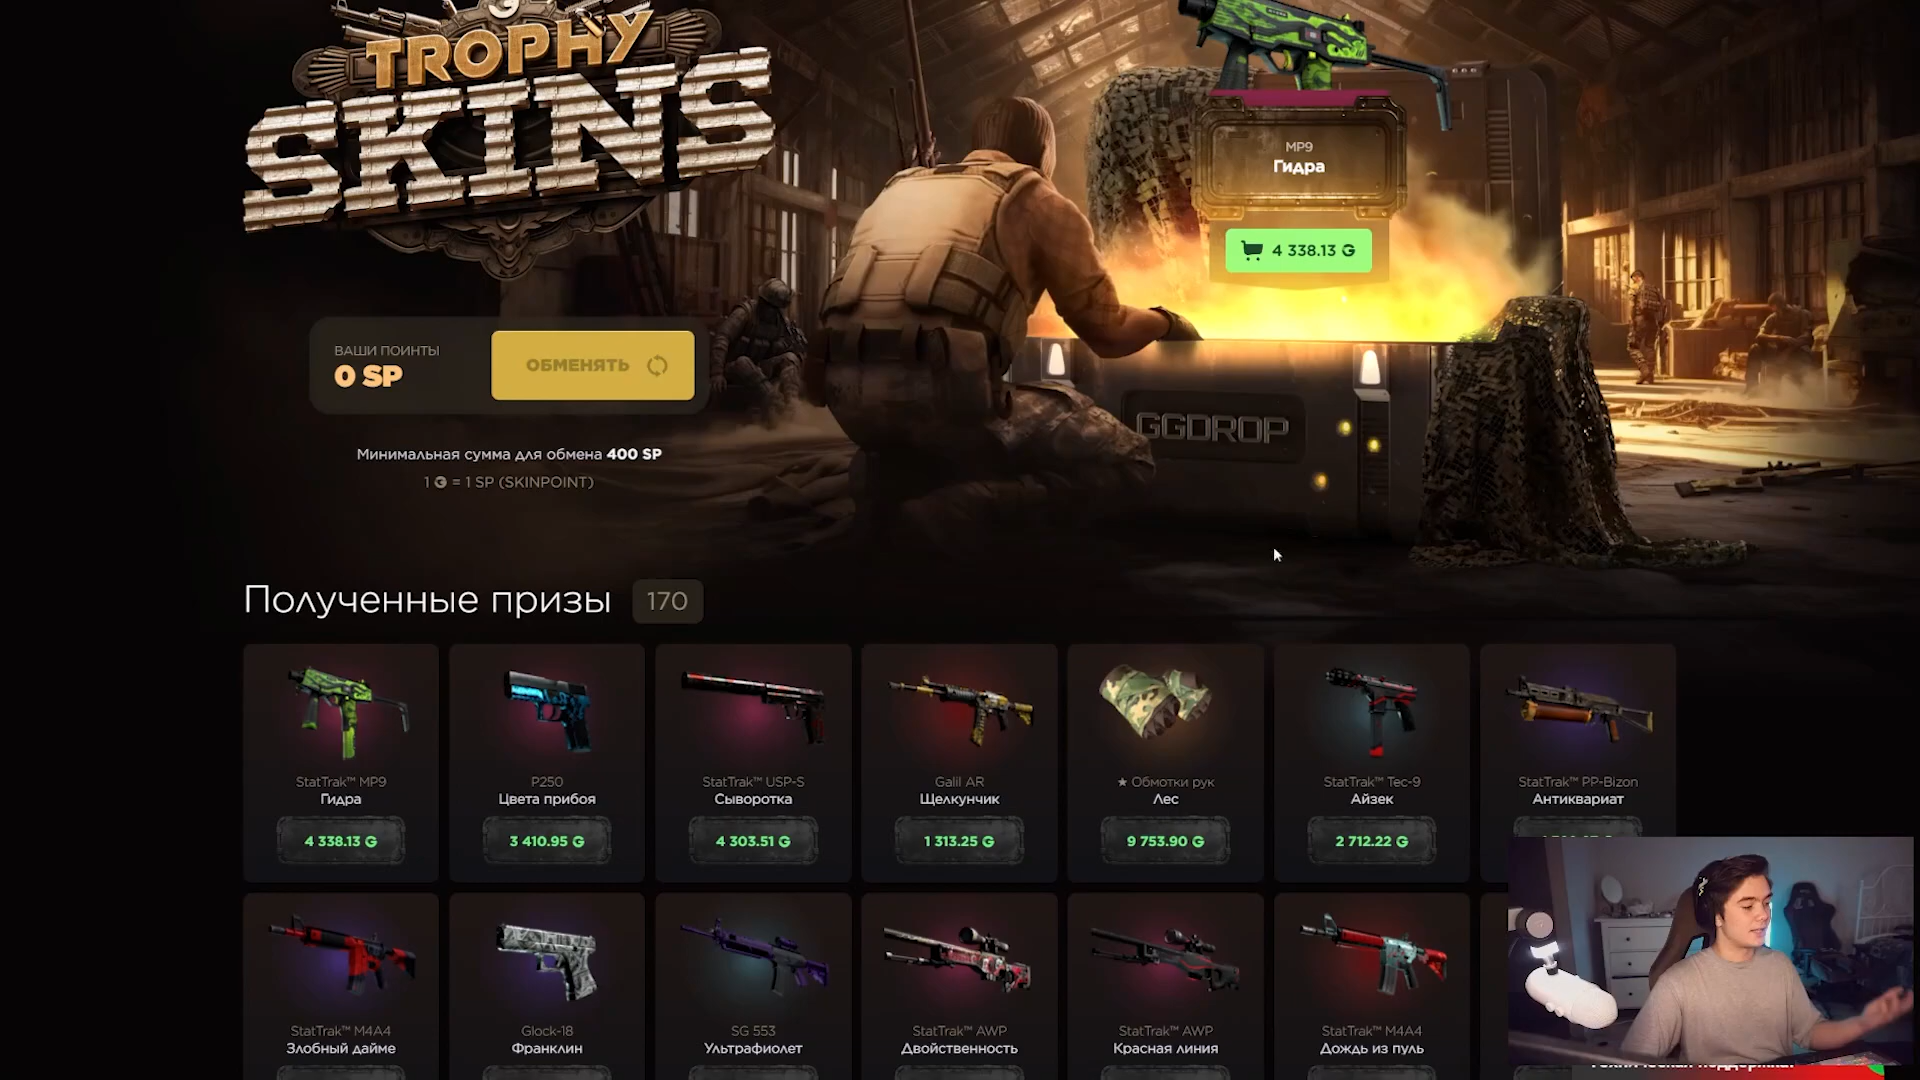 TROPHY
SKINS
MP9
Гидра
4 338.13 G
ВАШИ ПОИНТЫ
0 SP
ОБМЕНЯТЬ
Минимальная сумма для обмена 400 SP
1 G = 1 SP (SKINPOINT)
GGDROP
Полученные призы 170
StatTrak™ MP9
Гидра
4 338.13 G
P250
Цвета прибоя
3 410.95 G
StatTrak™ USP-S
Сыворотка
4 303.51 G
Galil AR
Щелкунчик
1 313.25 G
★ Обмотки рук
Лес
9 753.90 G
StatTrak™ Tec-9
Айзек
2 712.22 G
StatTrak™ PP-Bizon
Антиквариат
StatTrak™ M4A4
Злобный дайме
Glock-18
Франклин
SG 553
Ультрафиолет
StatTrak™ AWP
Двойственность
StatTrak™ AWP
Красная линия
StatTrak™ M4A4
Дождь из пуль